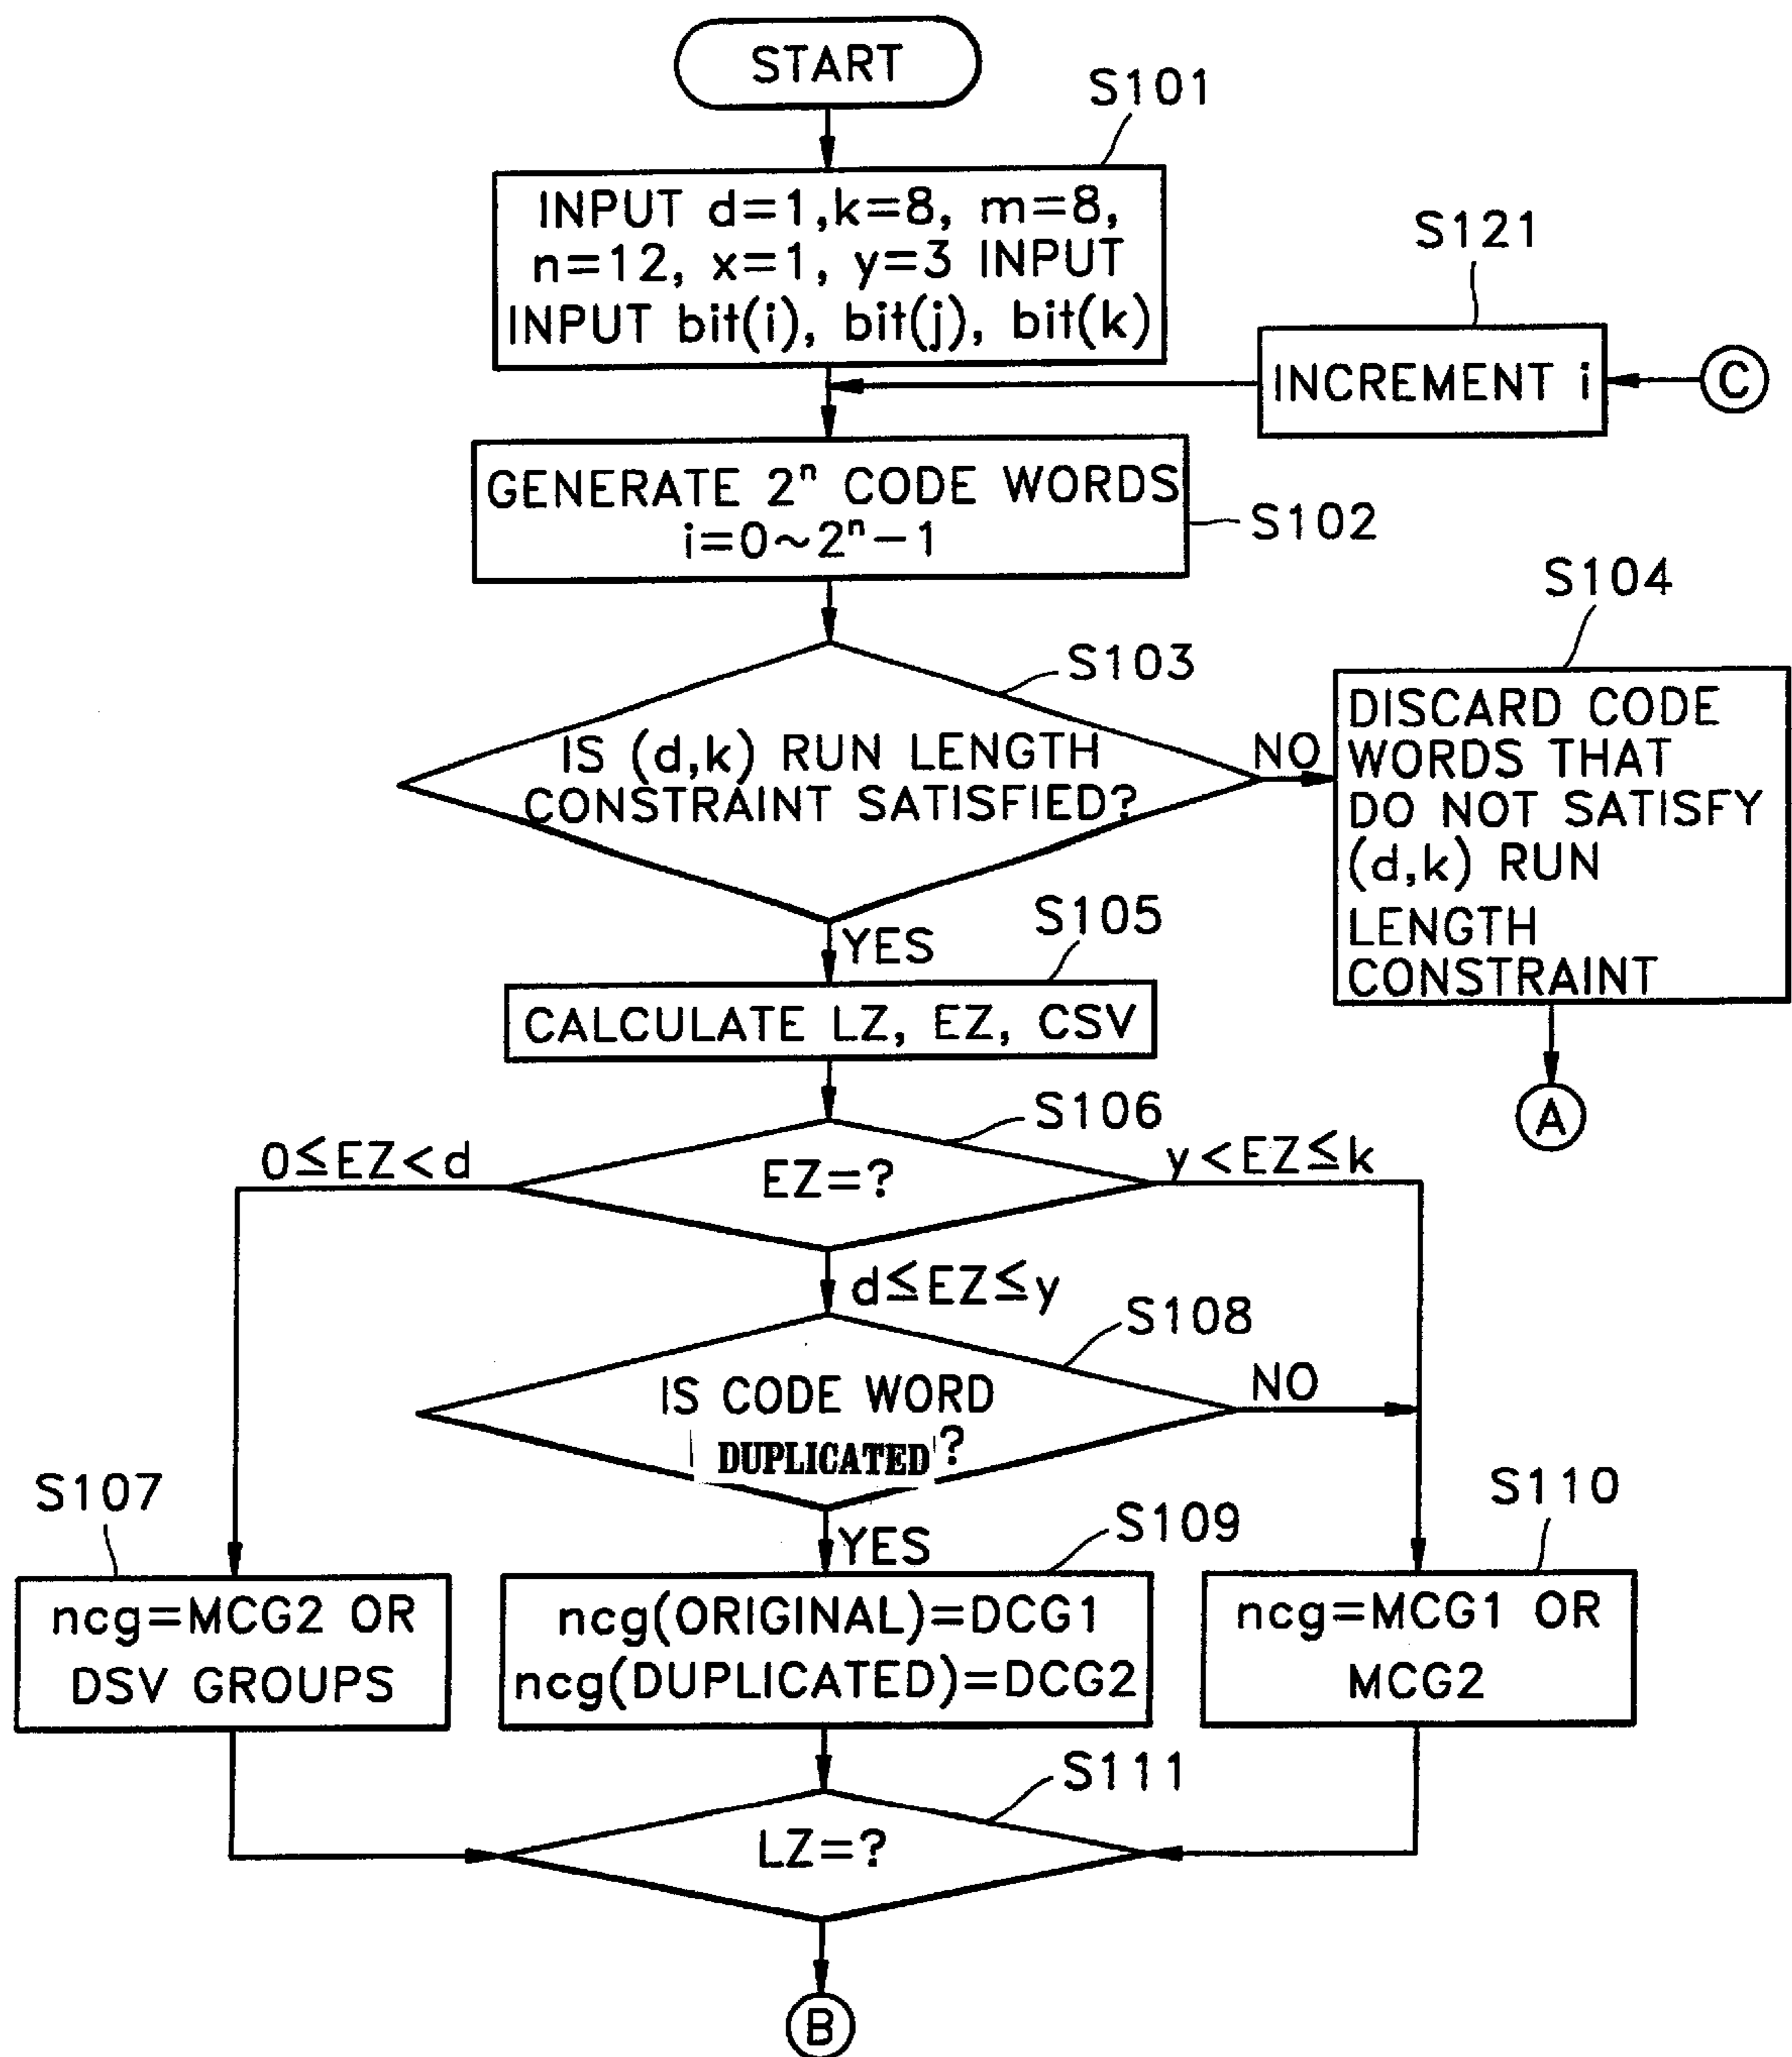 START
S101
INPUT d=1,k=8, m=8,
n=12, x=1, y=3 INPUT
INPUT bit(i), bit(j), bit(k)
S121
INCREMENT i
C
GENERATE 2ⁿ CODE WORDS
i=0~2ⁿ-1
S102
S103
IS (d,k) RUN LENGTH
CONSTRAINT SATISFIED?
NO
S104
DISCARD CODE
WORDS THAT
DO NOT SATISFY
(d,k) RUN
LENGTH
CONSTRAINT
A
YES
S105
CALCULATE LZ, EZ, CSV
S106
EZ=?
0≤EZ<d
y<EZ≤k
d≤EZ≤y
S108
IS CODE WORD
DUPLICATED?
NO
YES
S107
ncg=MCG2 OR
DSV GROUPS
S109
ncg(ORIGINAL)=DCG1
ncg(DUPLICATED)=DCG2
S110
ncg=MCG1 OR
MCG2
S111
LZ=?
B